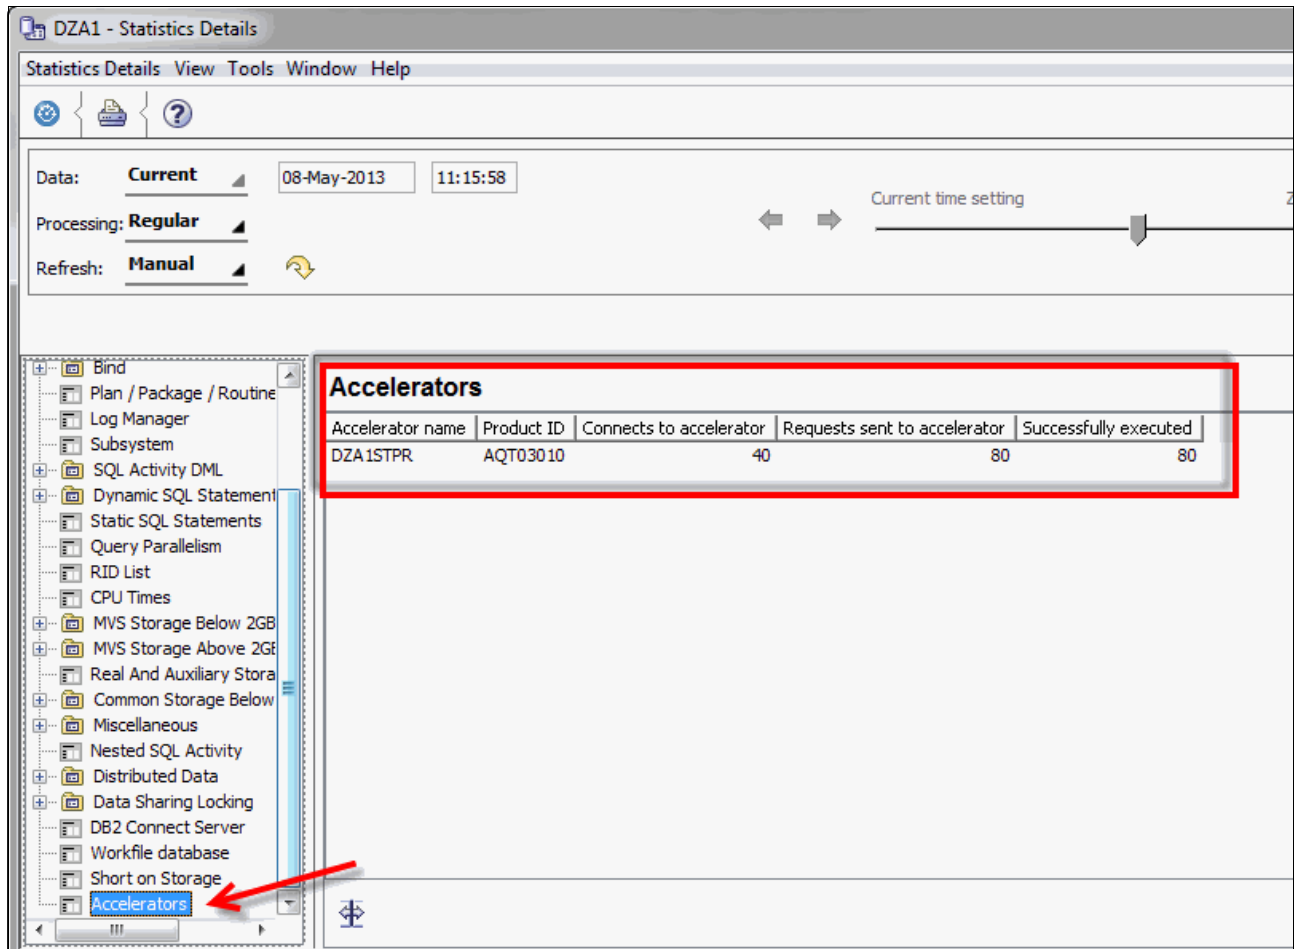 DZA1 - Statistics Details
Statistics Details View Tools Window Help
Data: Current 08-May-2013 11:15:58
Current time setting
Processing: Regular
Refresh: Manual
Bind
Plan / Package / Routine
Log Manager
Subsystem
SQL Activity DML
Dynamic SQL Statement
Static SQL Statements
Query Parallelism
RID List
CPU Times
MVS Storage Below 2GB
MVS Storage Above 2GB
Real And Auxiliary Stora
Common Storage Below
Miscellaneous
Nested SQL Activity
Distributed Data
Data Sharing Locking
DB2 Connect Server
Workfile database
Short on Storage
Accelerators
Accelerators
Accelerator name Product ID Connects to accelerator Requests sent to accelerator Successfully executed
DZA1STPR AQT03010 40 80 80